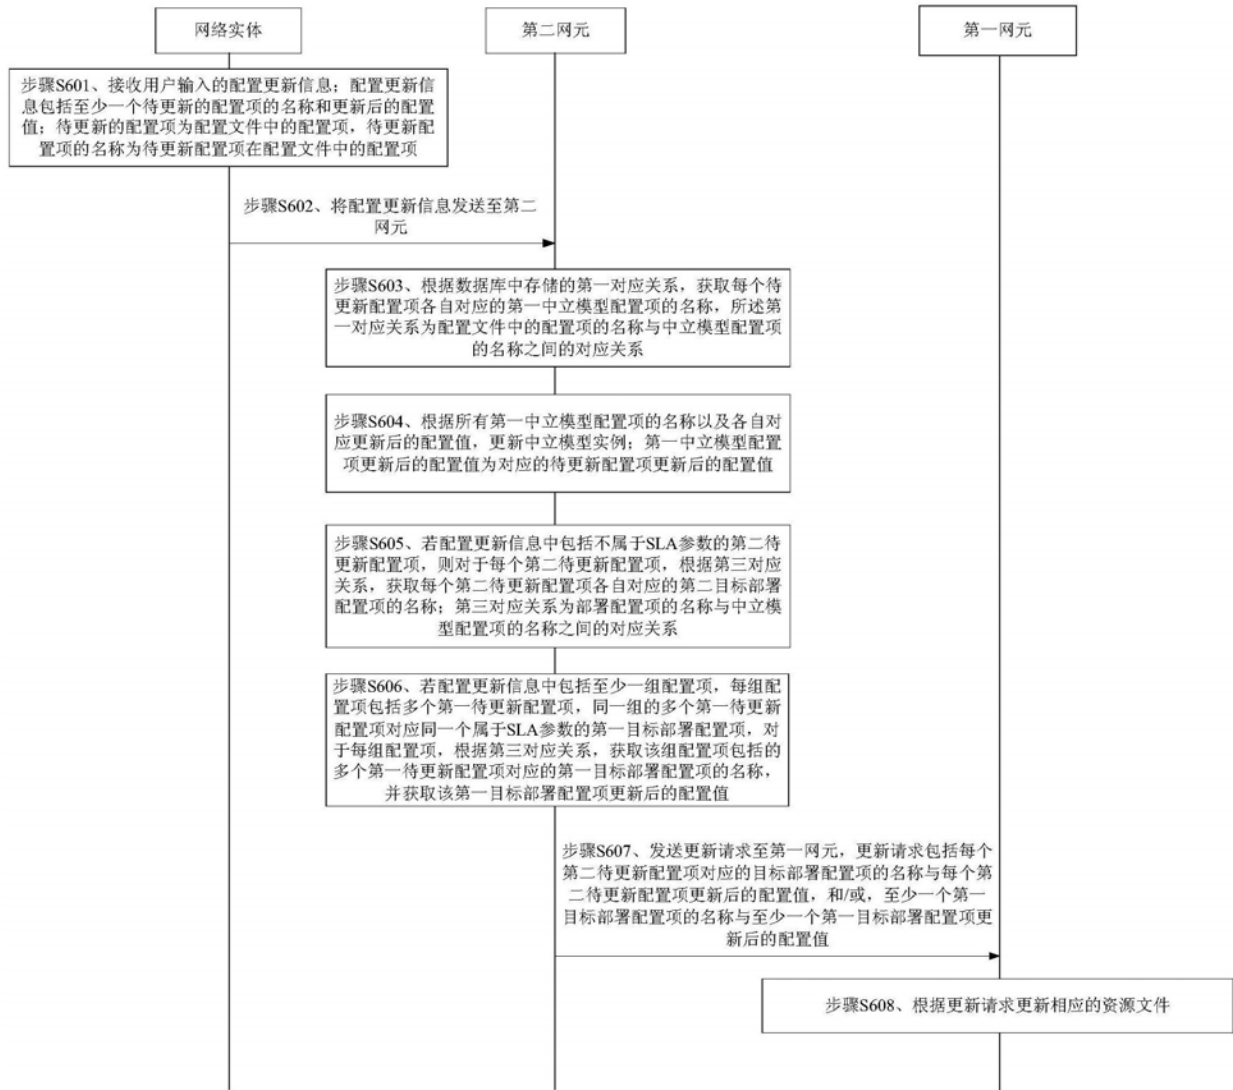 网络实体
第二网元
第一网元
步骤S601、接收用户输入的配置更新信息；配置更新信
息包括至少一个待更新的配置项的名称和更新后的配置
值；待更新的配置项为配置文件中的配置项，待更新配
置项的名称为待更新配置项在配置文件中的配置项
步骤S602、将配置更新信息发送至第二
网元
步骤S603、根据数据库中存储的第一对应关系，获取每个待
更新配置项各自对应的第一中立模型配置项的名称，所述第
一对应关系为配置文件中的配置项的名称与中立模型配置项
的名称之间的对应关系
步骤S604、根据所有第一中立模型配置项的名称以及各自对
应更新后的配置值，更新中立模型实例；第一中立模型配置
项更新后的配置值为对应的待更新配置项更新后的配置值
步骤S605、若配置更新信息中包括不属于SLA参数的第二待
更新配置项，则对于每个第二待更新配置项，根据第三对应
关系，获取每个第二待更新配置项各自对应的第二目标部署
配置项的名称；第三对应关系为部署配置项的名称与中立模
型配置项的名称之间的对应关系
步骤S606、若配置更新信息中包括至少一组配置项，每组配
置项包括多个第一待更新配置项，同一组的多个第一待更新
配置项对应同一个属于SLA参数的第一目标部署配置项，对
于每组配置项，根据第三对应关系，获取该组配置项包括的
多个第一待更新配置项对应的第一目标部署配置项的名称，
并获取该第一目标部署配置项更新后的配置值
步骤S607、发送更新请求至第一网元，更新请求包括每个
第二待更新配置项对应的目标部署配置项的名称与每个第
二待更新配置项更新后的配置值，和/或，至少一个第一
目标部署配置项的名称与至少一个第一目标部署配置项更
新后的配置值
步骤S608、根据更新请求更新相应的资源文件